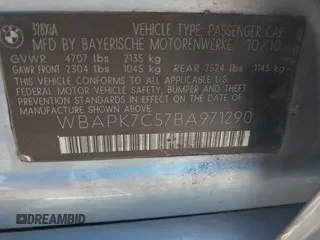 328XiA VEHICLE TYPE: PASSENGER CAR
MFD BY BAYERISCHE MOTORENWERKE 10/10
GVWR 4707 lbs 2135 kg
GAWR FRONT 2304 lbs 1045 kg REAR 2524 lbs 1145 kg
THIS VEHICLE CONFORMS TO ALL APPLICABLE U.S.
FEDERAL MOTOR VEHICLE SAFETY, BUMPER AND
THEFT PREVENTION STANDARDS IN EFFECT ON THE DATE
OF MANUFACTURE SHOWN ABOVE.
WBAPK7C57BA971290
© DREAMBID